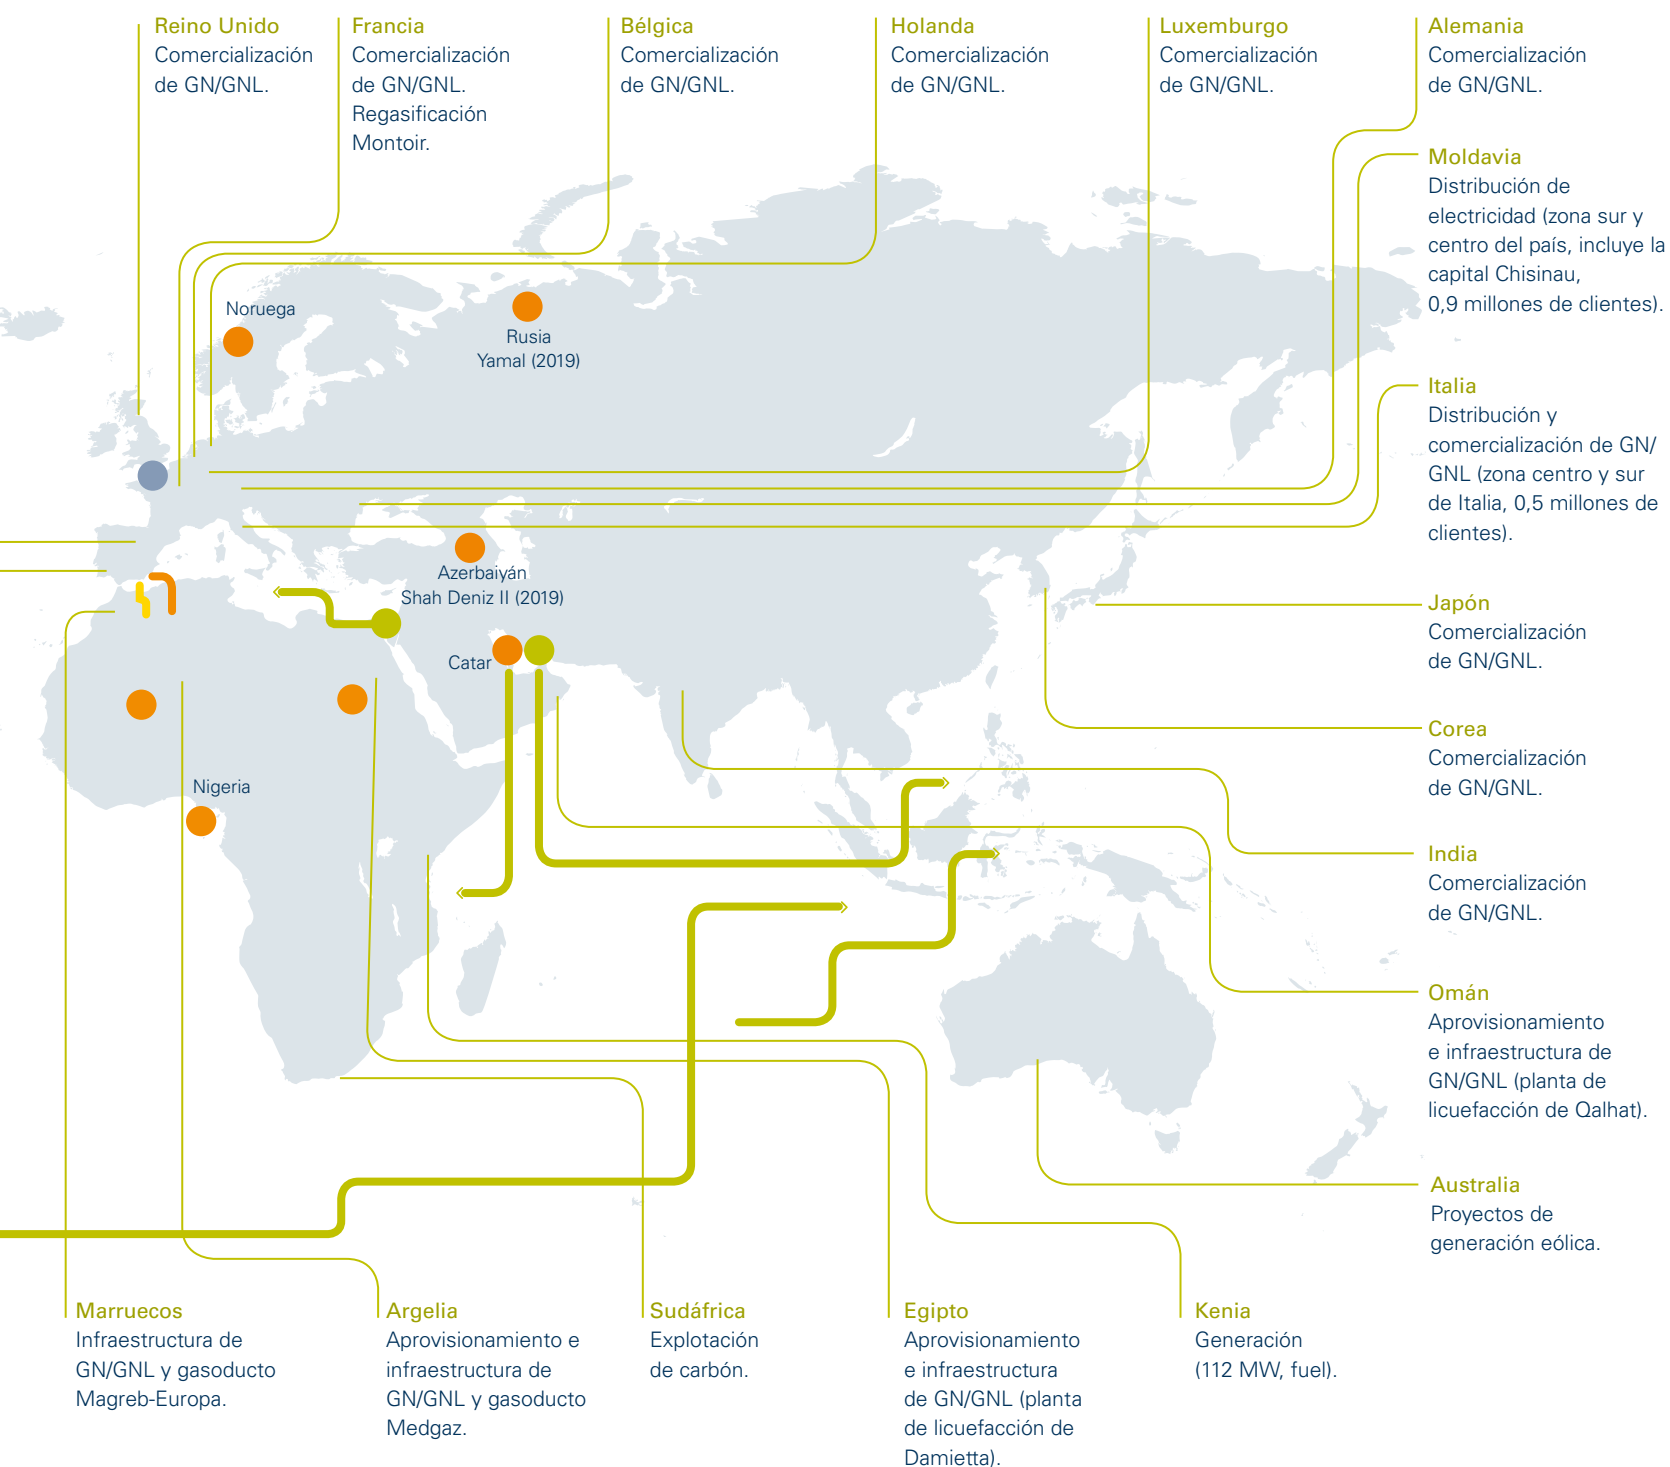 Reino Unido
Comercialización
de GN/GNL.
Francia
Comercialización
de GN/GNL.
Regasificación
Montoir.
Bélgica
Comercialización
de GN/GNL.
Holanda
Comercialización
de GN/GNL.
Luxemburgo
Comercialización
de GN/GNL.
Alemania
Comercialización
de GN/GNL.
Moldavia
Distribución de
electricidad (zona sur y
centro del país, incluye la
capital Chisinau,
0,9 millones de clientes).
Noruega
Rusia
Yamal (2019)
Italia
Distribución y
comercialización de GN/
GNL (zona centro y sur
de Italia, 0,5 millones de
clientes).
Azerbaiyán
Shah Deniz II (2019)
Japón
Comercialización
de GN/GNL.
Catar
Corea
Comercialización
de GN/GNL.
Nigeria
India
Comercialización
de GN/GNL.
Omán
Aprovisionamiento
e infraestructura de
GN/GNL (planta de
licuefacción de Qalhat).
Australia
Proyectos de
generación eólica.
Marruecos
Infraestructura de
GN/GNL y gasoducto
Magreb-Europa.
Argelia
Aprovisionamiento e
infraestructura de
GN/GNL y gasoducto
Medgaz.
Sudáfrica
Explotación
de carbón.
Egipto
Aprovisionamiento
e infraestructura
de GN/GNL (planta
de licuefacción de
Damietta).
Kenia
Generación
(112 MW, fuel).